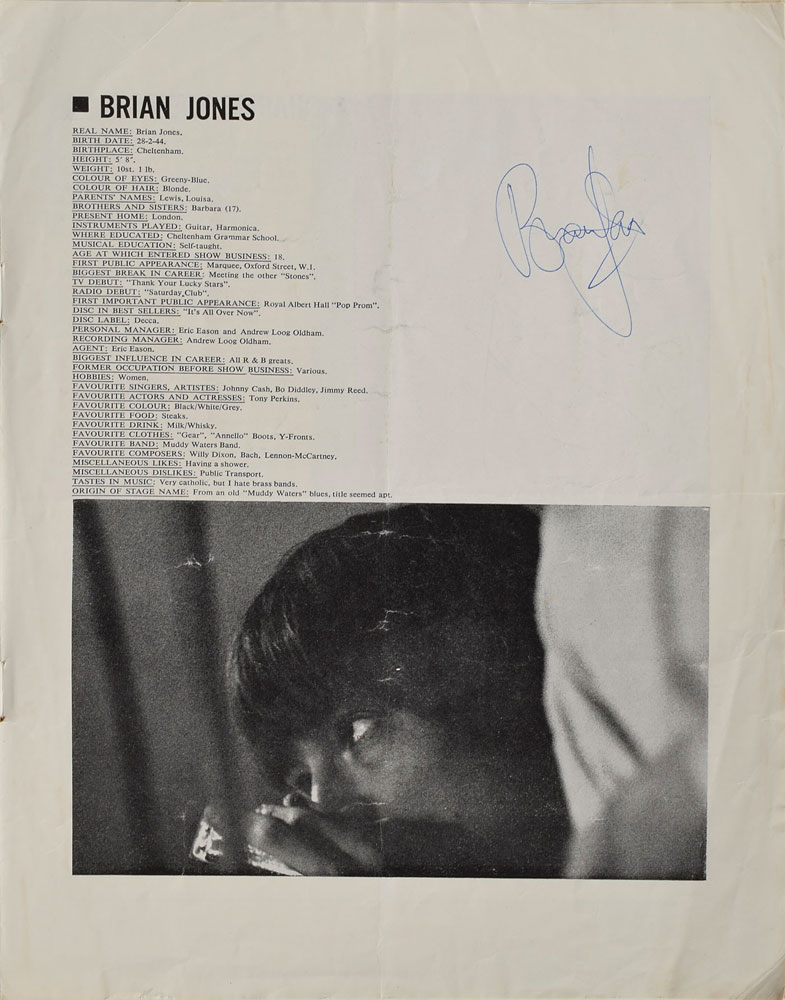 ■ BRIAN JONES
REAL NAME: Brian Jones.
BIRTH DATE: 28-2-44.
BIRTHPLACE: Cheltenham.
HEIGHT: 5' 8".
WEIGHT: 10st. 1 lb.
COLOUR OF EYES: Greeny-Blue.
COLOUR OF HAIR: Blonde.
PARENTS' NAMES: Lewis, Louisa.
BROTHERS AND SISTERS: Barbara (17).
PRESENT HOME: London.
INSTRUMENTS PLAYED: Guitar, Harmonica.
WHERE EDUCATED: Cheltenham Grammar School.
MUSICAL EDUCATION: Self-taught.
AGE AT WHICH ENTERED SHOW BUSINESS: 18.
FIRST PUBLIC APPEARANCE: Marquee, Oxford Street, W.1.
BIGGEST BREAK IN CAREER: Meeting the other "Stones".
TV DEBUT: "Thank Your Lucky Stars".
RADIO DEBUT: "Saturday Club".
FIRST IMPORTANT PUBLIC APPEARANCE: Royal Albert Hall "Pop Prom".
DISC IN BEST SELLERS: "It's All Over Now".
DISC LABEL: Decca.
PERSONAL MANAGER: Eric Eason and Andrew Loog Oldham.
RECORDING MANAGER: Andrew Loog Oldham.
AGENT: Eric Eason.
BIGGEST INFLUENCE IN CAREER: All R & B greats.
FORMER OCCUPATION BEFORE SHOW BUSINESS: Various.
HOBBIES: Women.
FAVOURITE SINGERS, ARTISTES: Johnny Cash, Bo Diddley, Jimmy Reed.
FAVOURITE ACTORS AND ACTRESSES: Tony Perkins.
FAVOURITE COLOUR: Black/White/Grey.
FAVOURITE FOOD: Steaks.
FAVOURITE DRINK: Milk/Whisky.
FAVOURITE CLOTHES: "Gear", "Annello" Boots, Y-Fronts.
FAVOURITE BAND: Muddy Waters Band.
FAVOURITE COMPOSERS: Willy Dixon, Bach, Lennon-McCartney.
MISCELLANEOUS LIKES: Having a shower.
MISCELLANEOUS DISLIKES: Public Transport.
TASTES IN MUSIC: Very catholic, but I hate brass bands.
ORIGIN OF STAGE NAME: From an old "Muddy Waters" blues, title seemed apt.
Brian